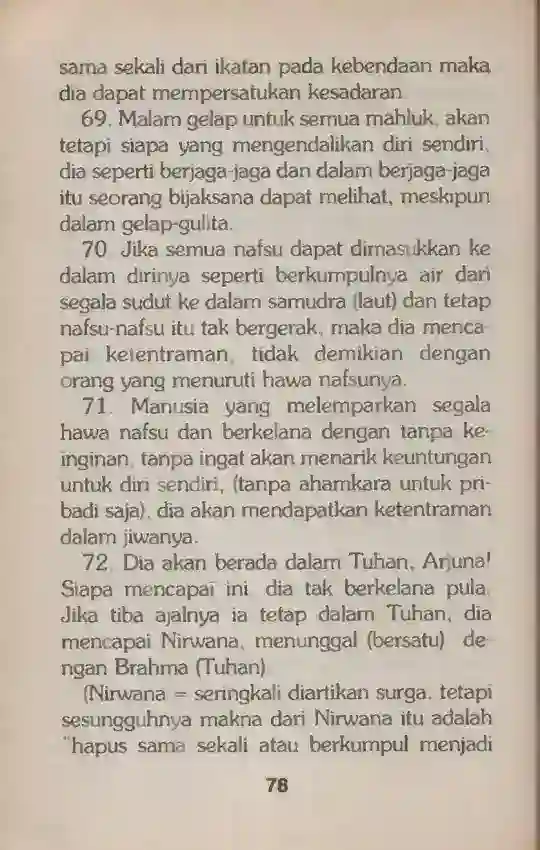 sama sekali dari ikatan pada kebendaan maka
dia dapat mempersatukan kesadaran.
69. Malam gelap untuk semua mahluk, akan
tetapi siapa yang mengendalikan diri sendiri,
dia seperti berjaga-jaga dan dalam berjaga-jaga
itu seorang bijaksana dapat melihat, meskipun
dalam gelap-gulita.
70. Jika semua nafsu dapat dimasukkan ke
dalam dirinya seperti berkumpulnya air dari
segala sudut ke dalam samudra (laut) dan tetap
nafsu-nafsu itu tak bergerak, maka dia menca-
pai ketentraman, tidak demikian dengan
orang yang menuruti hawa nafsunya.
71. Manusia yang melemparkan segala
hawa nafsu dan berkelana dengan tanpa ke-
inginan, tanpa ingat akan menarik keuntungan
untuk diri sendiri, (tanpa ahamkara untuk pri-
badi saja), dia akan mendapatkan ketentraman
dalam jiwanya.
72. Dia akan berada dalam Tuhan, Arjuna!
Siapa mencapai ini, dia tak berkelana pula.
Jika tiba ajalnya ia tetap dalam Tuhan, dia
mencapai Nirwana, menunggal (bersatu) de-
ngan Brahma (Tuhan)
(Nirwana = seringkali diartikan surga, tetapi
sesungguhnya makna dari Nirwana itu adalah
"hapus sama sekali atau berkumpul menjadi
78